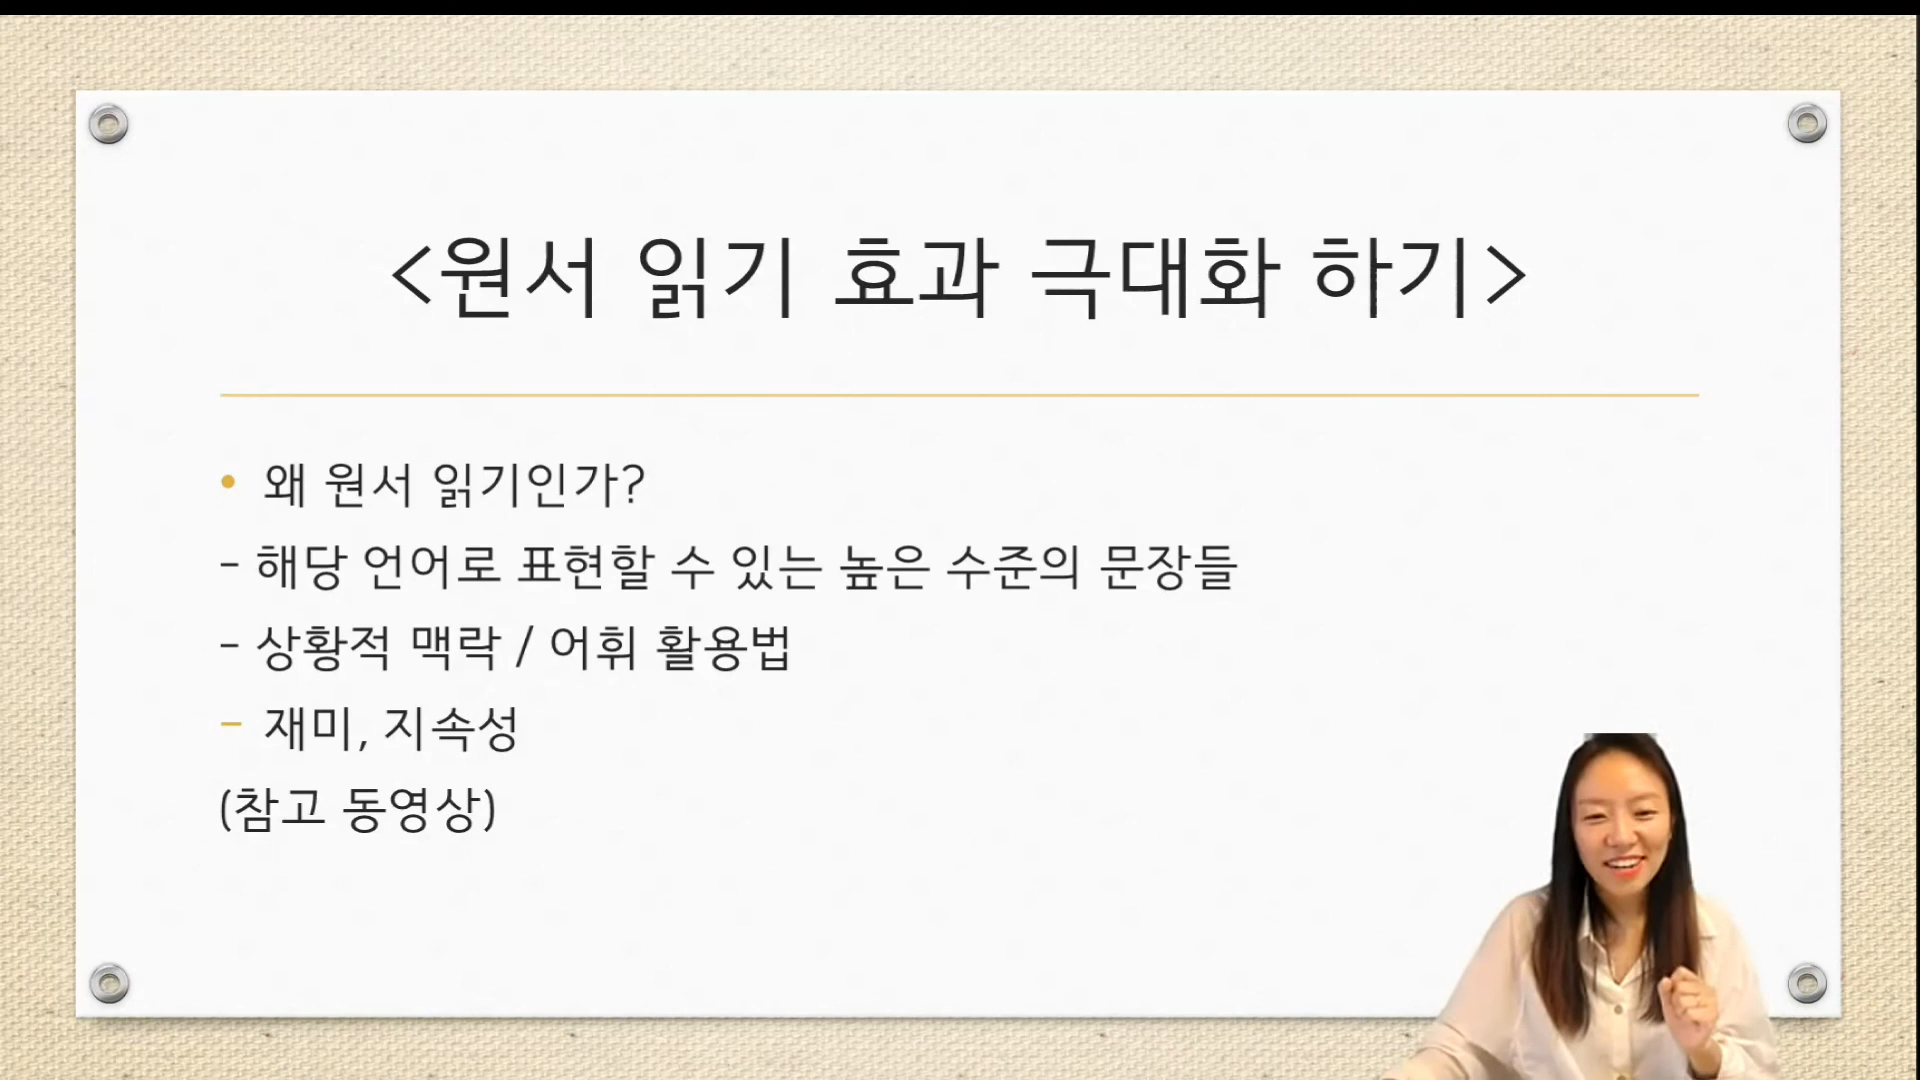 <원서 읽기 효과 극대화 하기>
• 왜 원서 읽기인가?
- 해당 언어로 표현할 수 있는 높은 수준의 문장들
- 상황적 맥락 / 어휘 활용법
- 재미, 지속성
(참고 동영상)